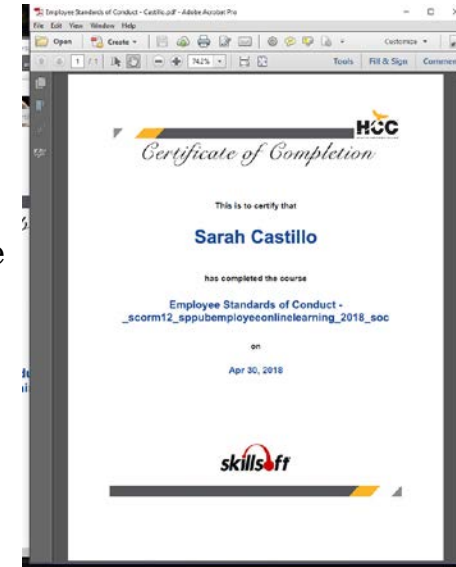 Employee Standards of Conduct - Castillo.pdf - Adobe Acrobat Pro
File Edit View Window Help
Open Create Customize
1 / 1 74.2% Tools Fill & Sign Commen
HCC
Certificate of Completion
This is to certify that
Sarah Castillo
has completed the course
Employee Standards of Conduct -
_scorm12_sppubemployeeonlinelearning_2018_soc
on
Apr 30, 2018
skillsoft
e